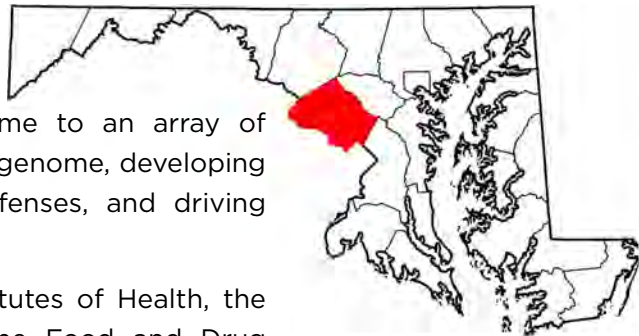 me to an array of
genome, developing
fenses, and driving
tutes of Health, the
Food and Drug